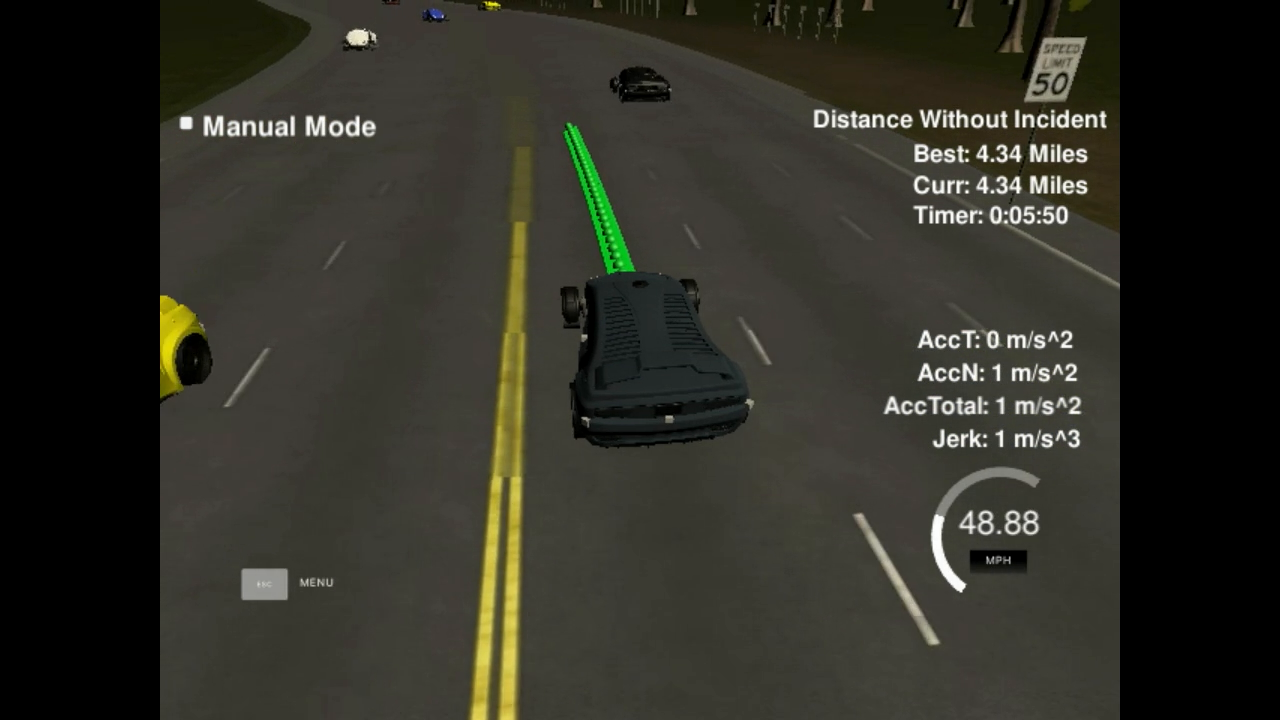 SPEED
LIMIT
50
Manual Mode
Distance Without Incident
Best: 4.34 Miles
Curr: 4.34 Miles
Timer: 0:05:50
AccT: 0 m/s^2
AccN: 1 m/s^2
AccTotal: 1 m/s^2
Jerk: 1 m/s^3
48.88
MPH
ESC
MENU